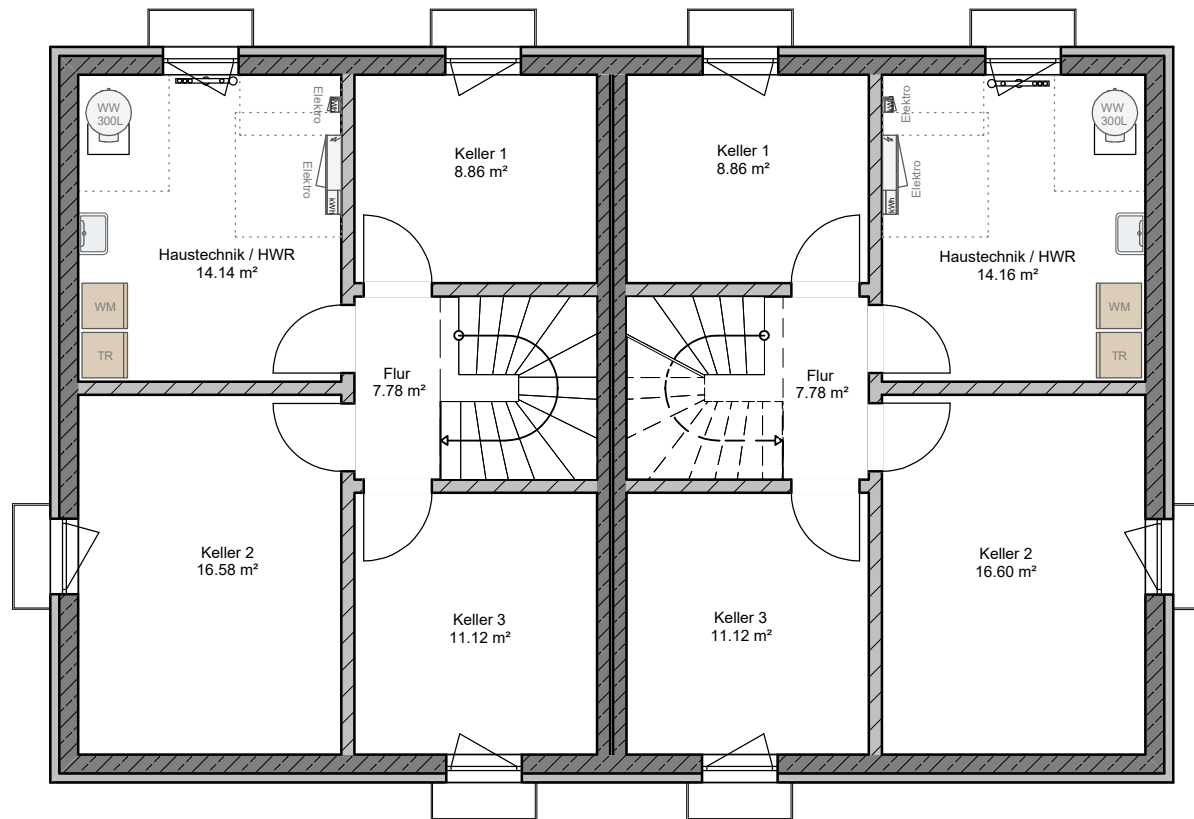 WW
300L
Elektro
kWh
Elektro
kWh
Haustechnik / HWR
14.14 m²
WM
TR
Keller 1
8.86 m²
Flur
7.78 m²
Keller 2
16.58 m²
Keller 3
11.12 m²
Keller 1
8.86 m²
kWh
Elektro
Elektro
kWh
WW
300L
Haustechnik / HWR
14.16 m²
WM
TR
Flur
7.78 m²
Keller 3
11.12 m²
Keller 2
16.60 m²